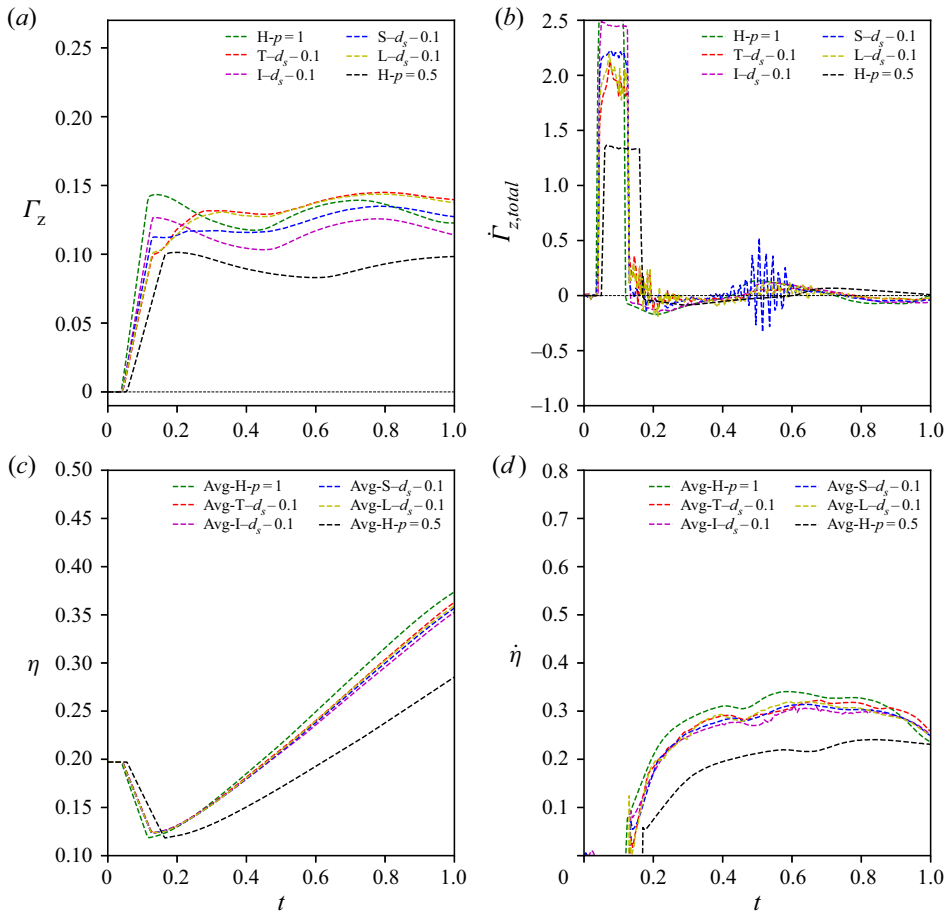 (a)
H-p = 1 S–dₛ – 0.1
T–dₛ – 0.1 L–dₛ – 0.1
I–dₛ – 0.1 H-p = 0.5
0.25
0.20
0.15
0.10
0.05
0
Γz
0 0.2 0.4 0.6 0.8 1.0
(b)
H-p = 1 S–dₛ – 0.1
T–dₛ – 0.1 L–dₛ – 0.1
I–dₛ – 0.1 H-p = 0.5
2.5
2.0
1.5
1.0
0.5
0
–0.5
–1.0
Γ̇z,total
0 0.2 0.4 0.6 0.8 1.0
(c)
Avg-H-p = 1 Avg-S–dₛ – 0.1
Avg-T–dₛ – 0.1 Avg-L–dₛ – 0.1
Avg-I–dₛ – 0.1 Avg-H-p = 0.5
0.50
0.45
0.40
0.35
0.30
0.25
0.20
0.15
0.10
η
0 0.2 0.4 0.6 0.8 1.0
t
(d)
Avg-H-p = 1 Avg-S–dₛ – 0.1
Avg-T–dₛ – 0.1 Avg-L–dₛ – 0.1
Avg-I–dₛ – 0.1 Avg-H-p = 0.5
0.8
0.7
0.6
0.5
0.4
0.3
0.2
0.1
η̇
0 0.2 0.4 0.6 0.8 1.0
t